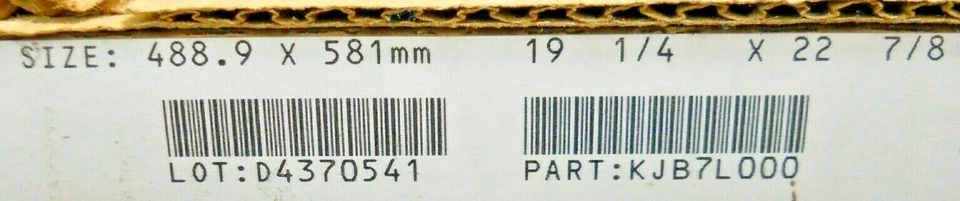 SIZE: 488.9 X 581mm 19 1/4 X 22 7/8
LOT:D4370541 PART:KJB7L000